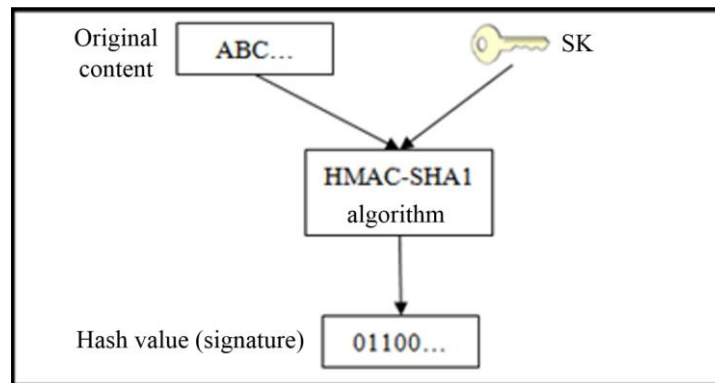 Original
content
ABC...
SK
HMAC-SHA1
algorithm
Hash value (signature)
01100...